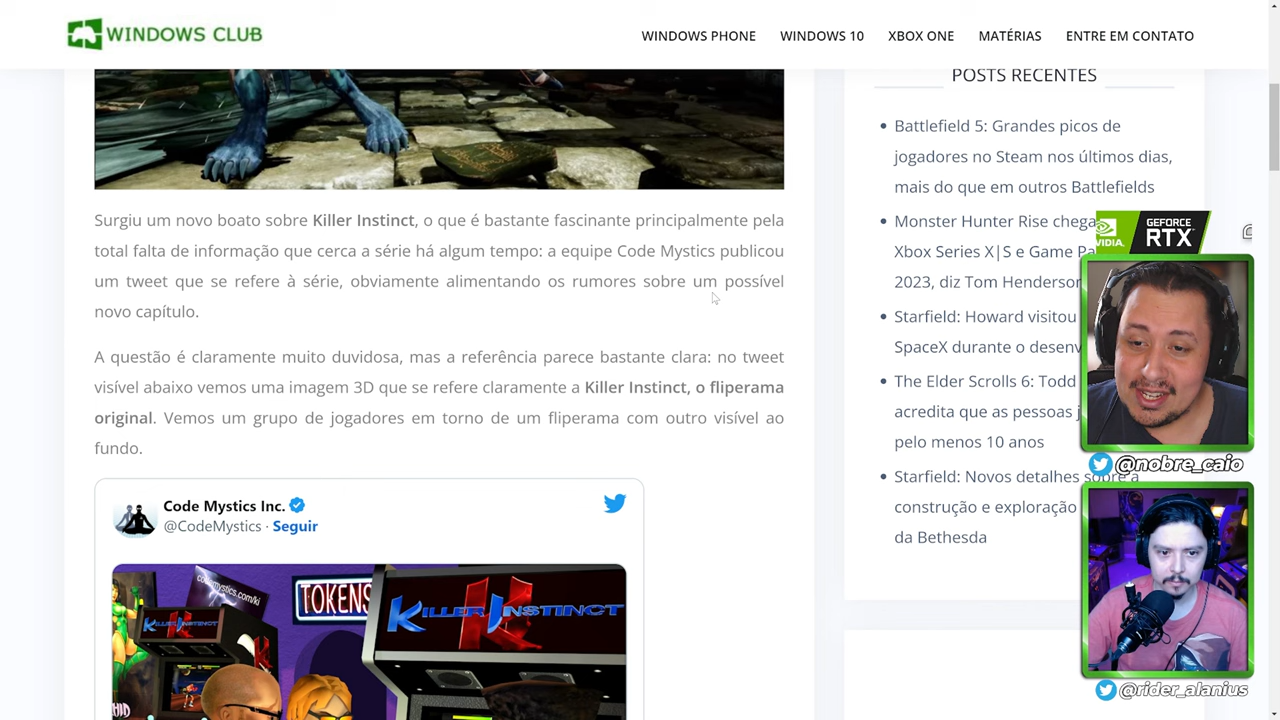 WINDOWS CLUB
WINDOWS PHONE WINDOWS 10 XBOX ONE MATÉRIAS ENTRE EM CONTATO
Surgiu um novo boato sobre Killer Instinct, o que é bastante fascinante principalmente pela
total falta de informação que cerca a série há algum tempo: a equipe Code Mystics publicou
um tweet que se refere à série, obviamente alimentando os rumores sobre um possível
novo capítulo.
A questão é claramente muito duvidosa, mas a referência parece bastante clara: no tweet
visível abaixo vemos uma imagem 3D que se refere claramente a Killer Instinct, o fliperama
original. Vemos um grupo de jogadores em torno de um fliperama com outro visível ao
fundo.
Code Mystics Inc.
@CodeMystics · Seguir
codemystics.com/ki
TOKENS
KILLER INSTINCT
KILLER INSTINCT
POSTS RECENTES
Battlefield 5: Grandes picos de
jogadores no Steam nos últimos dias,
mais do que em outros Battlefields
Monster Hunter Rise chega
Xbox Series X|S e Game Pa
2023, diz Tom Henderson
Starfield: Howard visitou
SpaceX durante o desenv
The Elder Scrolls 6: Todd
acredita que as pessoas j
pelo menos 10 anos
Starfield: Novos detalhes sobre a
construção e exploração
da Bethesda
NVIDIA. GEFORCE
RTX
@nobre_caio
@rider_alanius